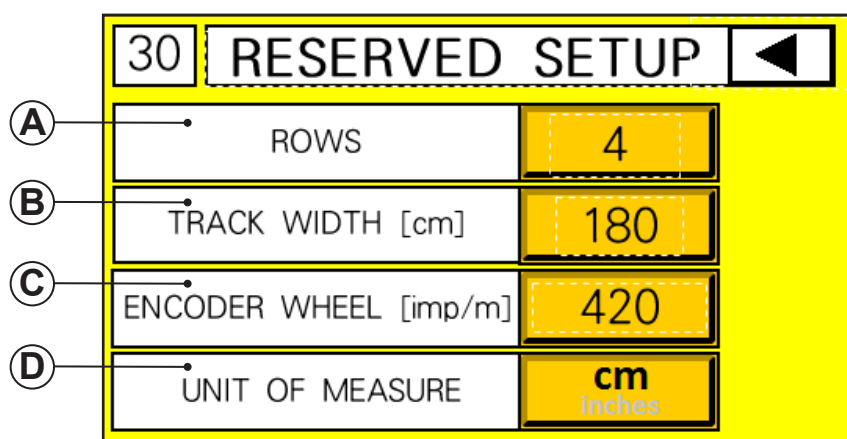 30 RESERVED SETUP
A ROWS 4
B TRACK WIDTH [cm] 180
C ENCODER WHEEL [imp/m] 420
D UNIT OF MEASURE cm
inches